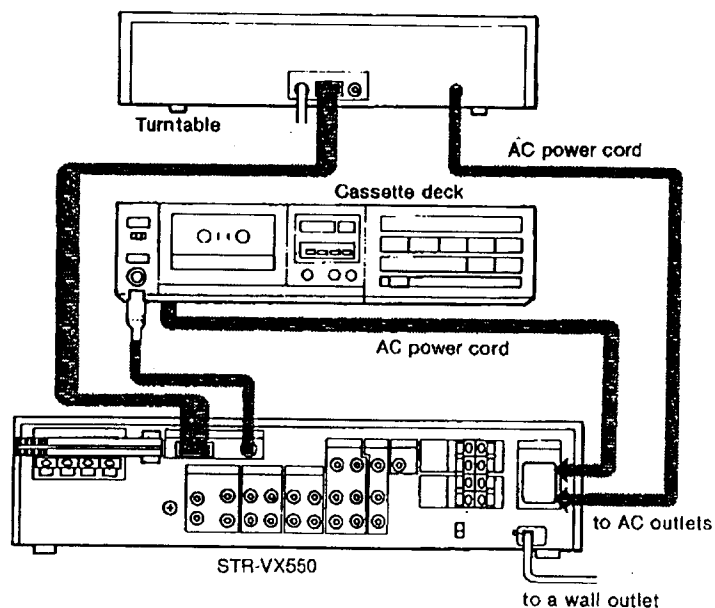 Turntable
AC power cord
Cassette deck
AC power cord
to AC outlets
STR-VX550
to a wall outlet